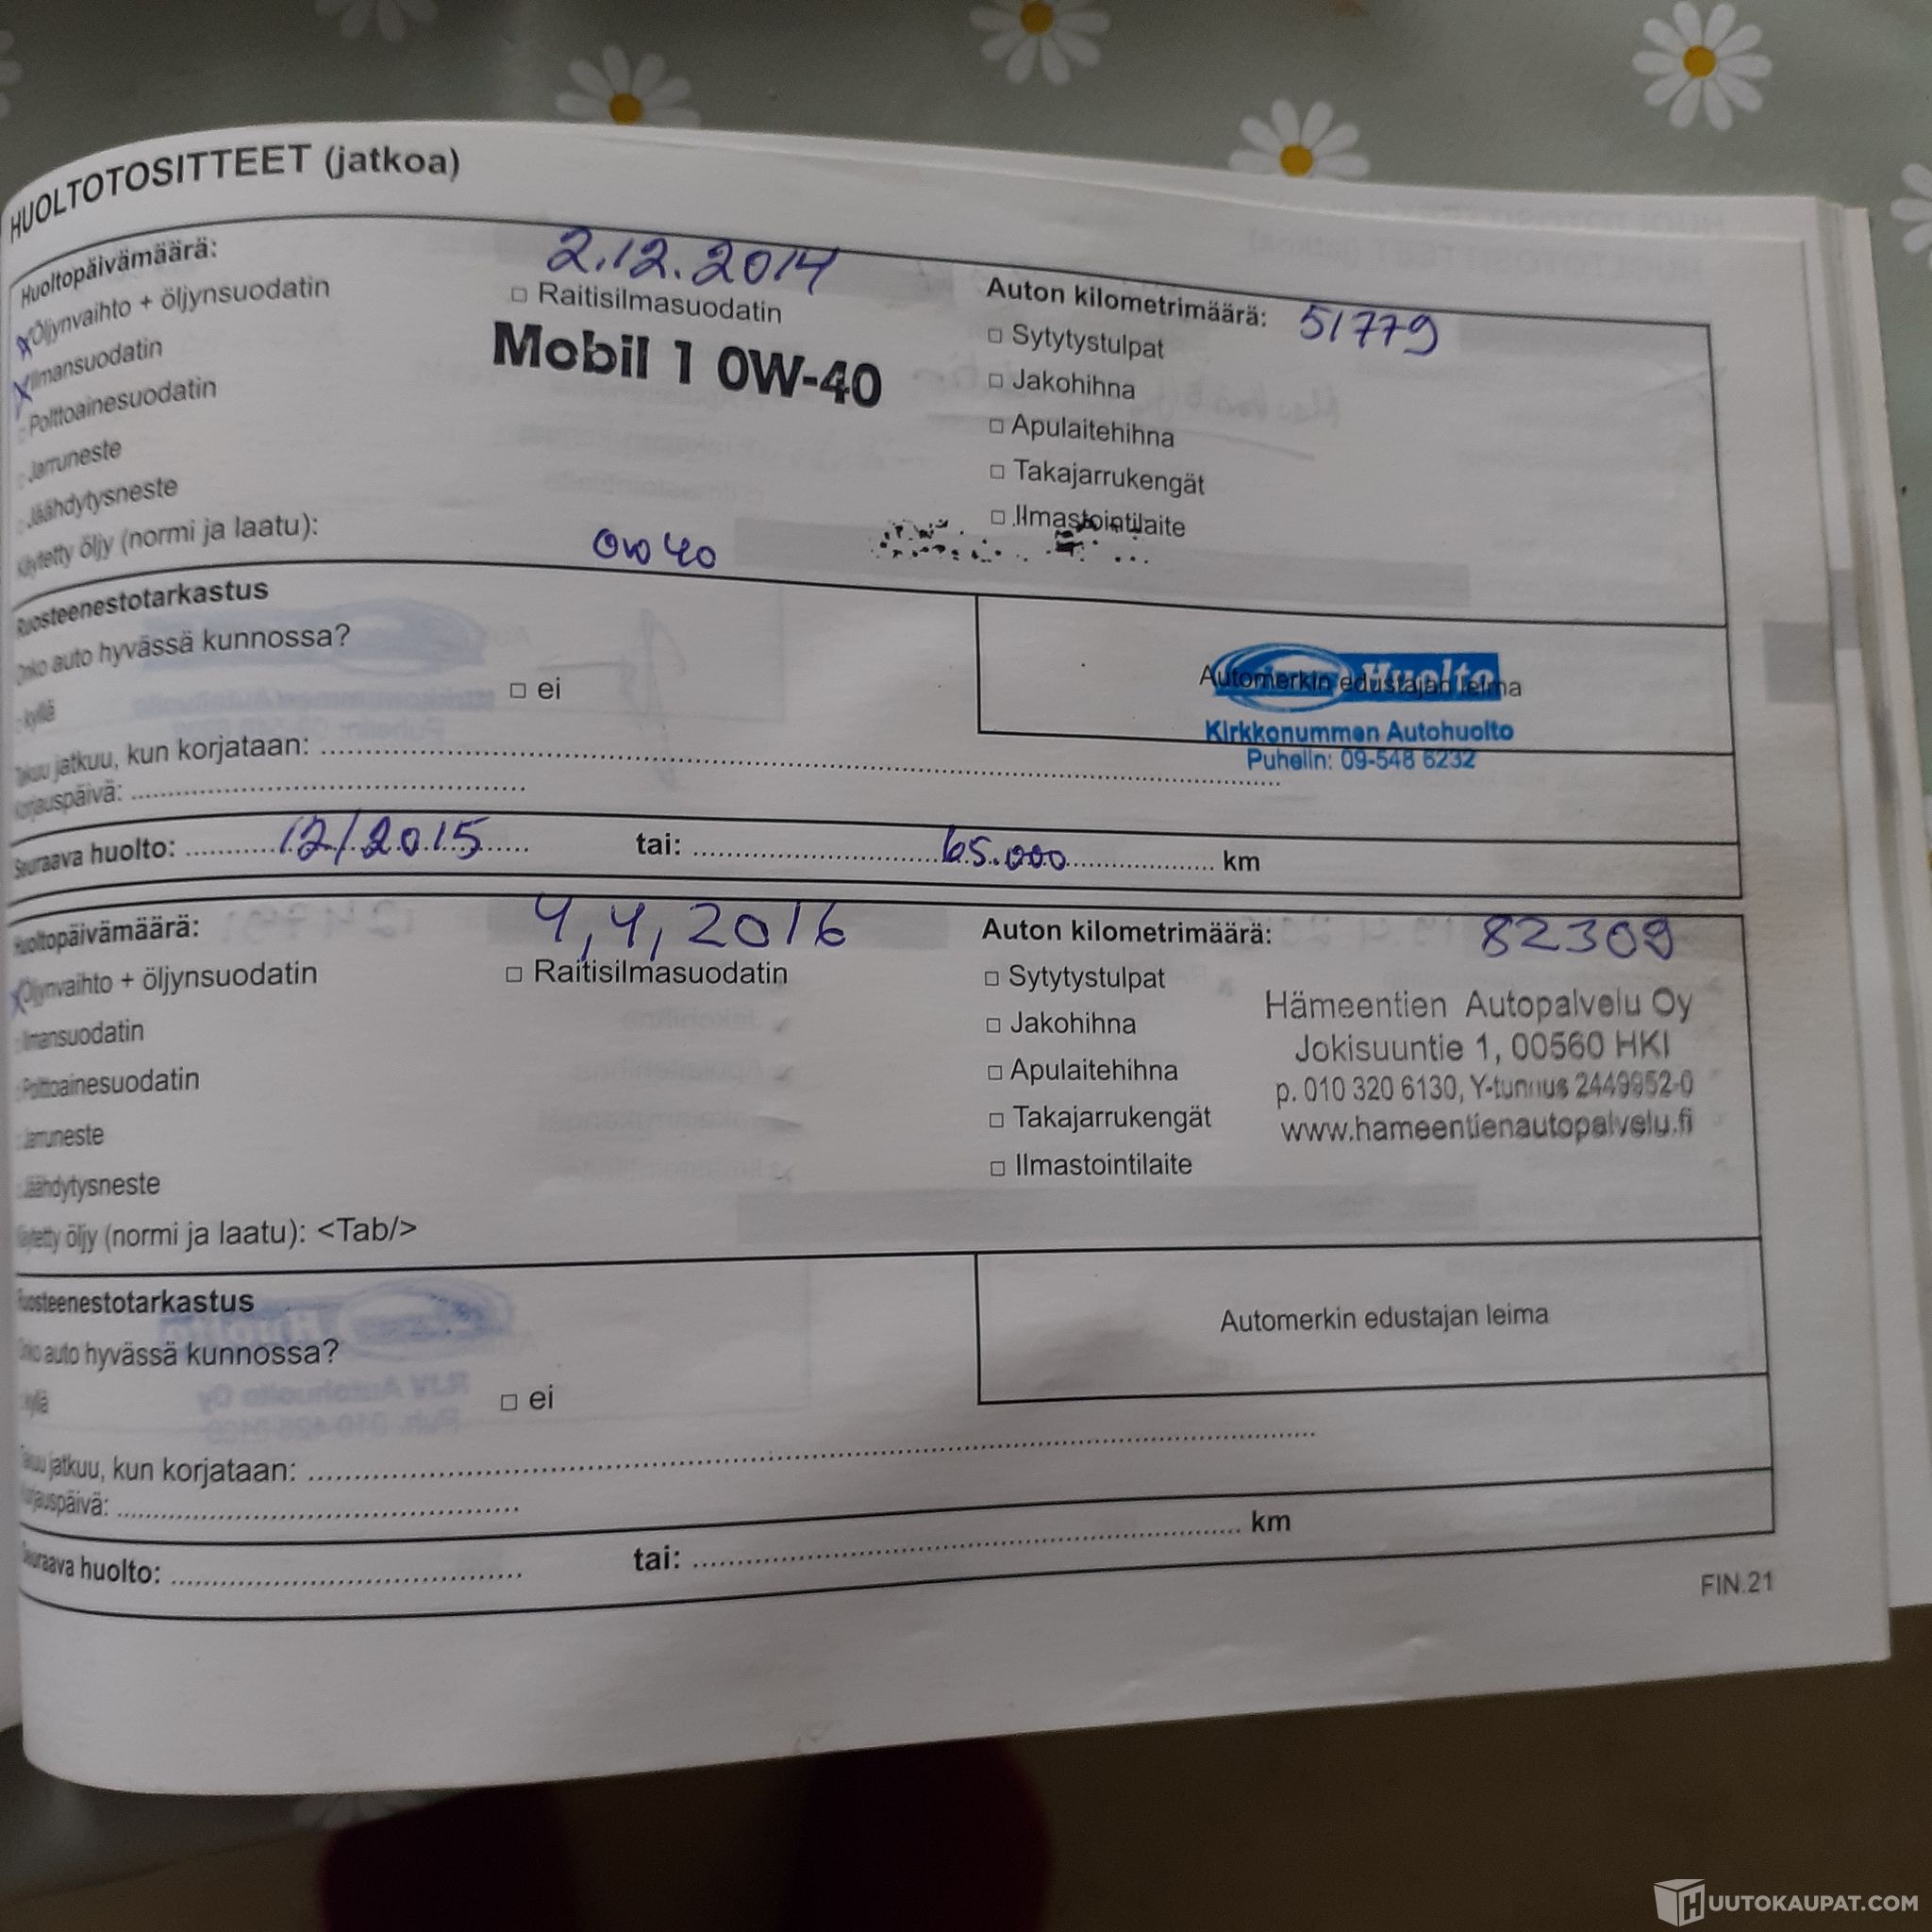 HUOLTOTOSITTEET (jatkoa)
Huoltopäivämäärä: 2.12.2014 Auton kilometrimäärä: 51779
Öljynvaihto + öljynsuodatin □ Raitisilmasuodatin □ Sytytystulpat
Ilmansuodatin Mobil 1 0W-40 □ Jakohihna
Polttoainesuodatin □ Apulaitehihna
Jarruneste □ Takajarrukengät
Jäähdytysneste □ Ilmastointilaite
Käytetty öljy (normi ja laatu): 0w40
Ruosteenestotarkastus
Onko auto hyvässä kunnossa?
kyllä □ ei
Automerkin edustajan leima
Huolto
Kirkkonummen Autohuolto
Puhelin: 09-548 6232
Takuu jatkuu, kun korjataan:
Korjauspäivä:
Seuraava huolto: 12/2015 tai: 65.000 km
Huoltopäivämäärä: 4,4,2016 Auton kilometrimäärä: 82309
Öljynvaihto + öljynsuodatin □ Raitisilmasuodatin □ Sytytystulpat
Ilmansuodatin □ Jakohihna
Polttoainesuodatin □ Apulaitehihna
Jarruneste □ Takajarrukengät
Jäähdytysneste □ Ilmastointilaite
Hämeentien Autopalvelu Oy
Jokisuuntie 1, 00560 HKI
p. 010 320 6130, Y-tunnus 2449952-0
www.hameentienautopalvelu.fi
Käytetty öljy (normi ja laatu): <Tab/>
Ruosteenestotarkastus
Onko auto hyvässä kunnossa?
kyllä □ ei
Automerkin edustajan leima
Takuu jatkuu, kun korjataan:
Korjauspäivä:
Seuraava huolto: tai: km
FIN.21
HUUTOKAUPAT.COM